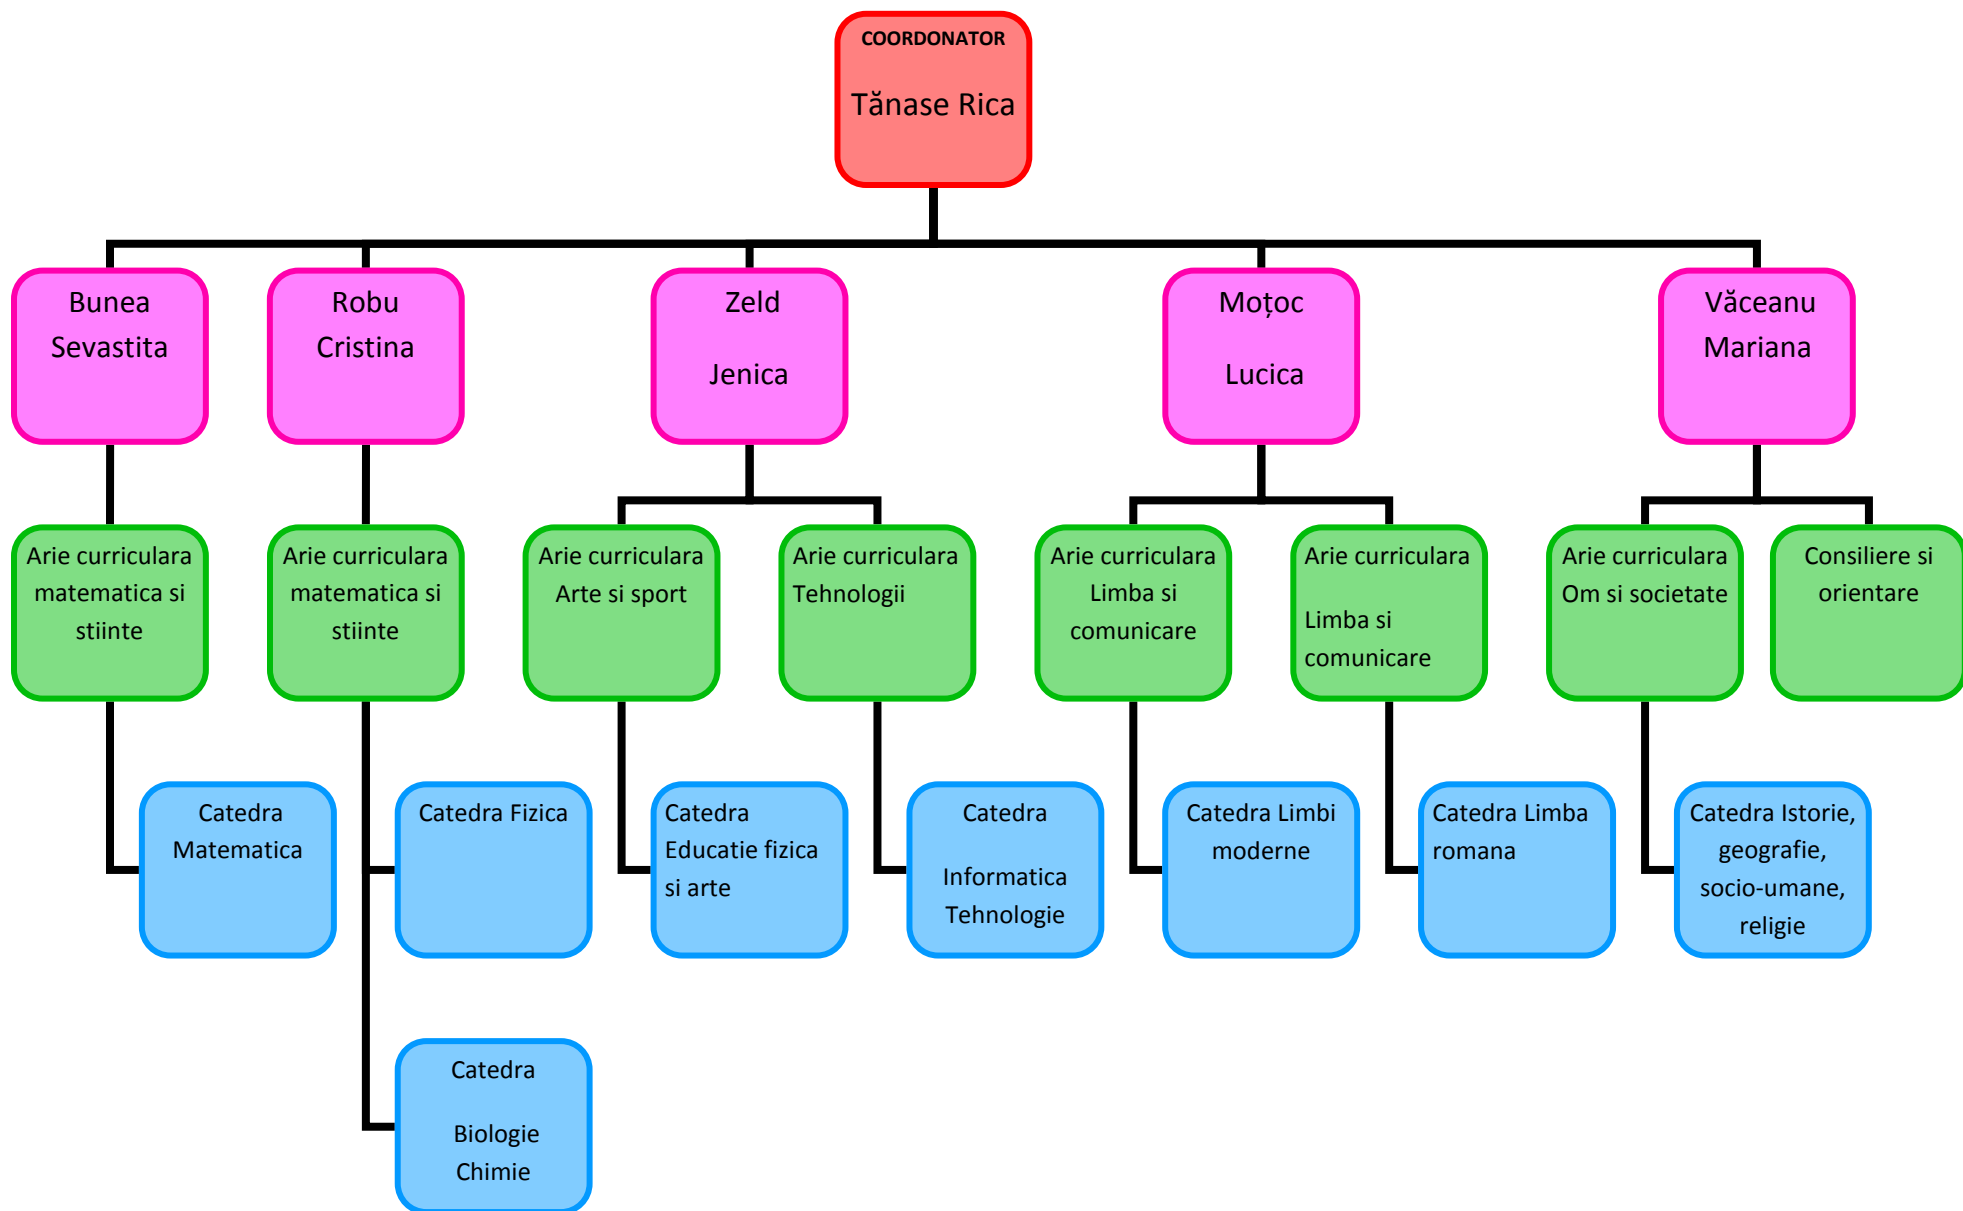 COORDONATOR
Tănase Rica
Bunea
Sevastita
Robu
Cristina
Zeld
Jenica
Moțoc
Lucica
Văceanu
Mariana
Arie curriculara
matematica si
stiinte
Arie curriculara
matematica si
stiinte
Arie curriculara
Arte si sport
Arie curriculara
Tehnologii
Arie curriculara
Limba si
comunicare
Arie curriculara
Limba si
comunicare
Arie curriculara
Om si societate
Consiliere si
orientare
Catedra
Matematica
Catedra Fizica
Catedra
Educatie fizica
si arte
Catedra
Informatica
Tehnologie
Catedra Limbi
moderne
Catedra Limba
romana
Catedra Istorie,
geografie,
socio-umane,
religie
Catedra
Biologie
Chimie